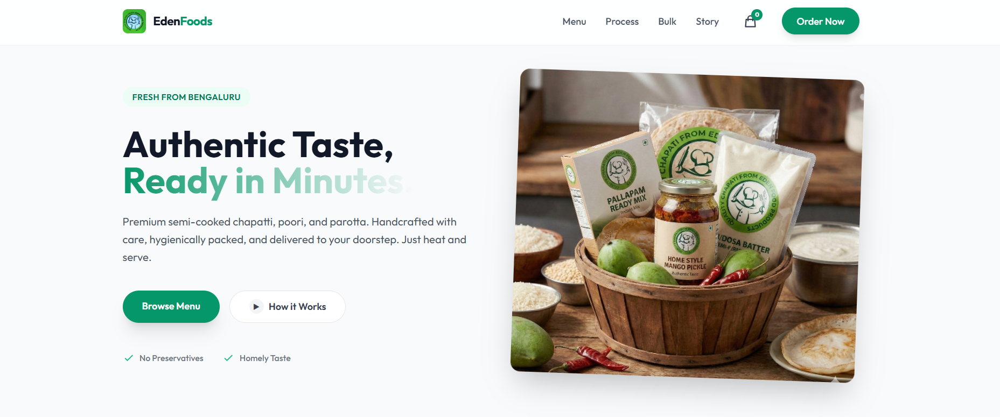 EdenFoods
Menu
Process
Bulk
Story
0
Order Now
FRESH FROM BENGALURU
Authentic Taste,
Ready in Minutes.
Premium semi-cooked chapatti, poori, and parotta. Handcrafted with
care, hygienically packed, and delivered to your doorstep. Just heat and
serve.
Browse Menu
How it Works
No Preservatives
Homely Taste
PALLAPAM
READY MIX
Instant Mix
CHAPATI FROM ED
QUALITY CHAPATI FROM EDEN FOOD PRODUCTS
/DOSA BATTER
HOME STYLE
MANGO PICKLE
Authentic Taste